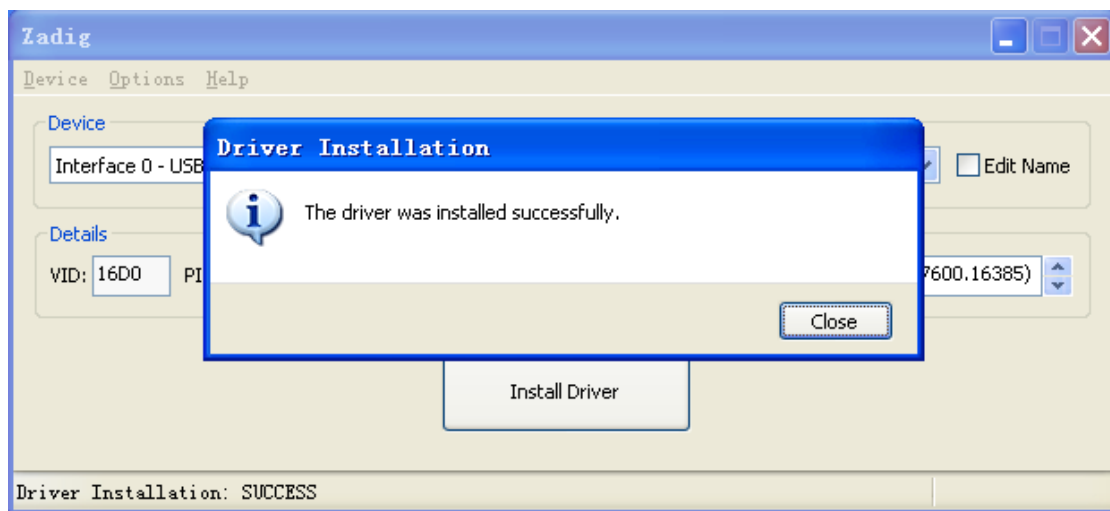 Zadig
Device Options Help
Device
Driver Installation
Interface 0 - USB
Edit Name
The driver was installed successfully.
Details
VID: 16D0 PI
7600.16385)
Close
Install Driver
Driver Installation: SUCCESS